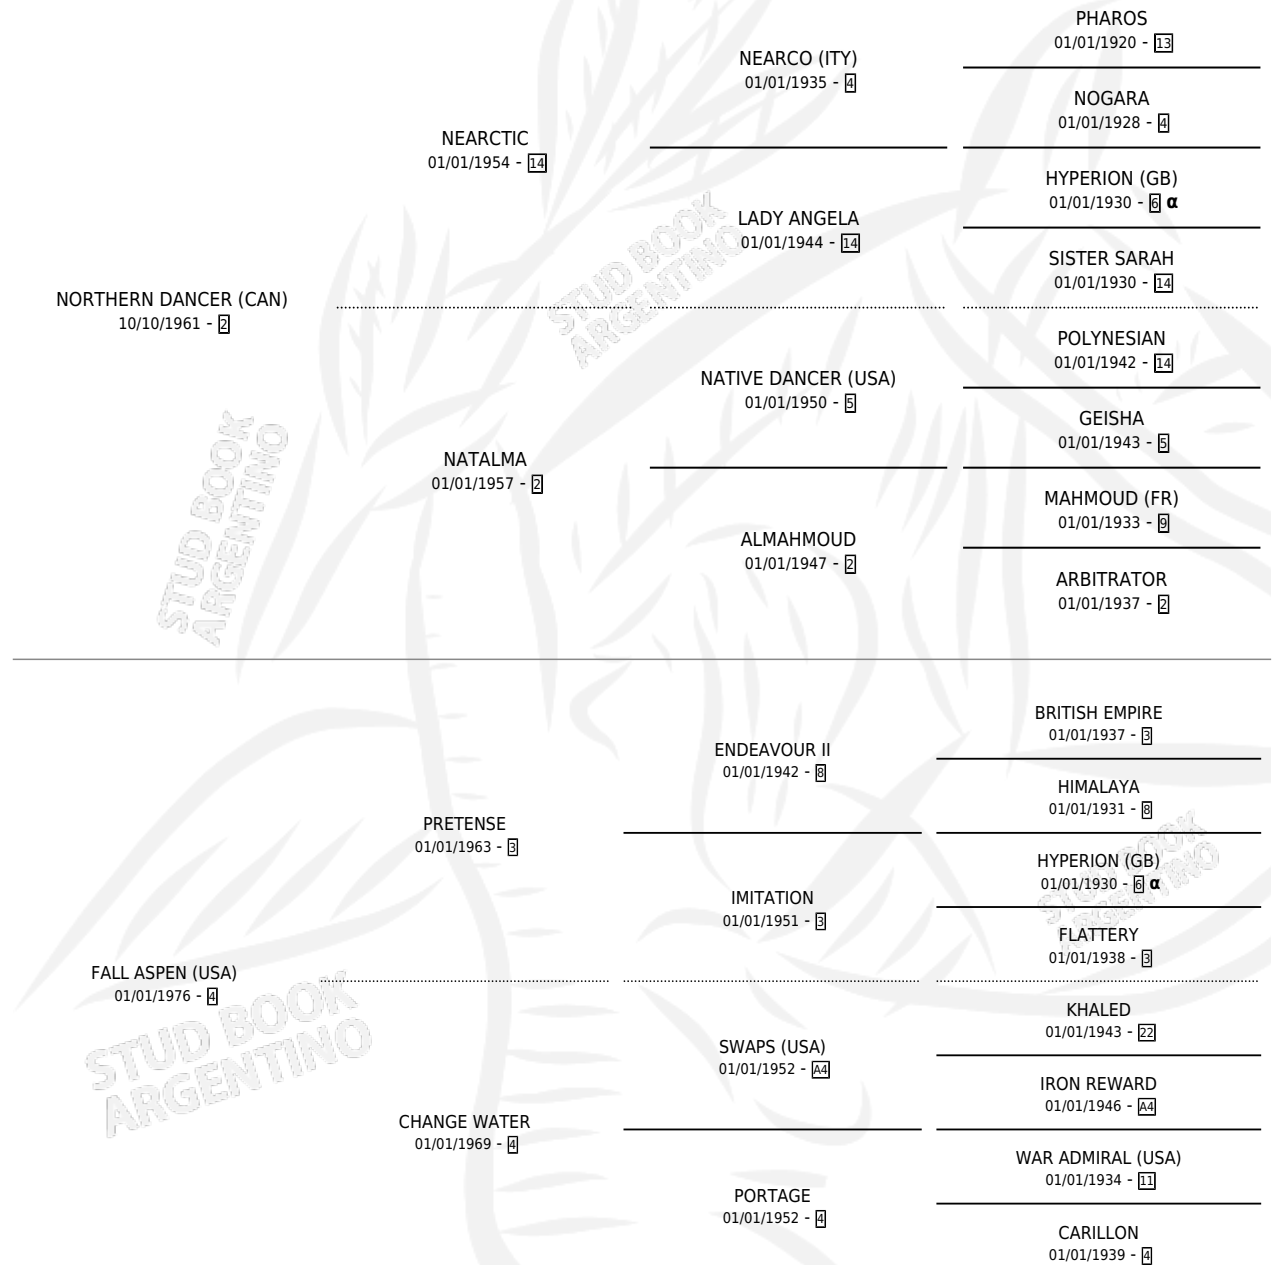 NORTHERN DANCER (CAN)
10/10/1961 - 2
NEARCTIC
01/01/1954 - 14
NATALMA
01/01/1957 - 2
NEARCO (ITY)
01/01/1935 - 4
LADY ANGELA
01/01/1944 - 14
NATIVE DANCER (USA)
01/01/1950 - 5
ALMAHMOUD
01/01/1947 - 2
PHAROS
01/01/1920 - 13
NOGARA
01/01/1928 - 4
HYPERION (GB)
01/01/1930 - 6 α
SISTER SARAH
01/01/1930 - 14
POLYNESIAN
01/01/1942 - 14
GEISHA
01/01/1943 - 5
MAHMOUD (FR)
01/01/1933 - 9
ARBITRATOR
01/01/1937 - 2
FALL ASPEN (USA)
01/01/1976 - 4
PRETENSE
01/01/1963 - 3
CHANGE WATER
01/01/1969 - 4
ENDEAVOUR II
01/01/1942 - 8
IMITATION
01/01/1951 - 3
SWAPS (USA)
01/01/1952 - A4
PORTAGE
01/01/1952 - 4
BRITISH EMPIRE
01/01/1937 - 3
HIMALAYA
01/01/1931 - 8
HYPERION (GB)
01/01/1930 - 6 α
FLATTERY
01/01/1938 - 3
KHALED
01/01/1943 - 22
IRON REWARD
01/01/1946 - A4
WAR ADMIRAL (USA)
01/01/1934 - 11
CARILLON
01/01/1939 - 4
STUD BOOK
ARGENTINO
STUD BOOK
ARGENTINO
STUD BOOK
ARGENTINO
STUD BOOK
ARGENTINO